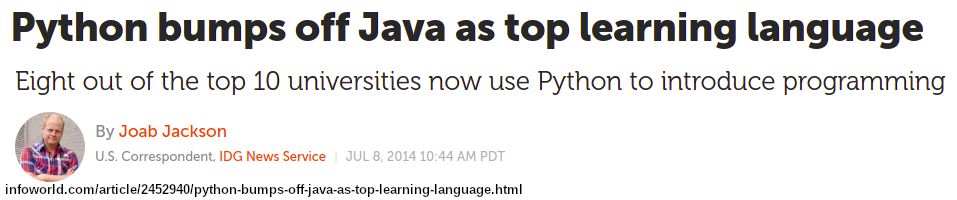 Python bumps off Java as top learning language
Eight out of the top 10 universities now use Python to introduce programming
By Joab Jackson
U.S. Correspondent, IDG News Service | JUL 8, 2014 10:44 AM PDT
infoworld.com/article/2452940/python-bumps-off-java-as-top-learning-language.html